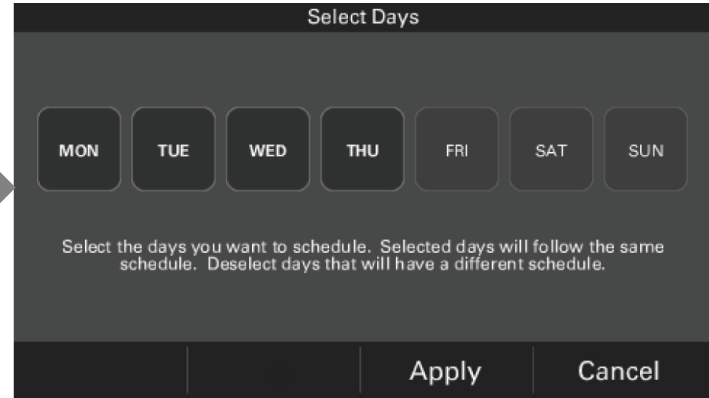 Select Days
MON TUE WED THU FRI SAT SUN
Select the days you want to schedule. Selected days will follow the same
schedule. Deselect days that will have a different schedule.
Apply Cancel